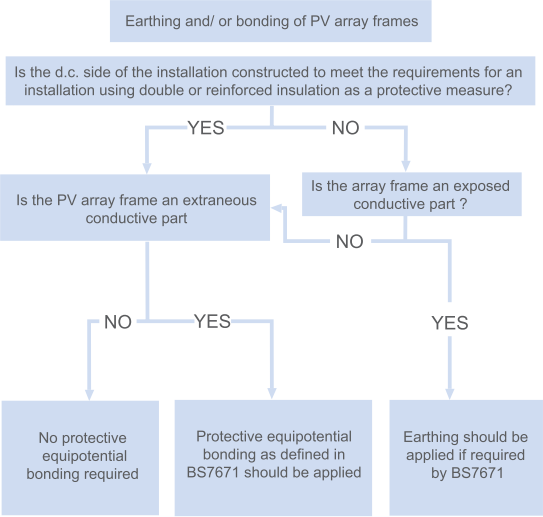 Earthing and/ or bonding of PV array frames
Is the d.c. side of the installation constructed to meet the requirements for an
installation using double or reinforced insulation as a protective measure?
YES
NO
Is the PV array frame an extraneous
conductive part
Is the array frame an exposed
conductive part ?
NO
NO
YES
YES
No protective
equipotential
bonding required
Protective equipotential
bonding as defined in
BS7671 should be applied
Earthing should be
applied if required
by BS7671